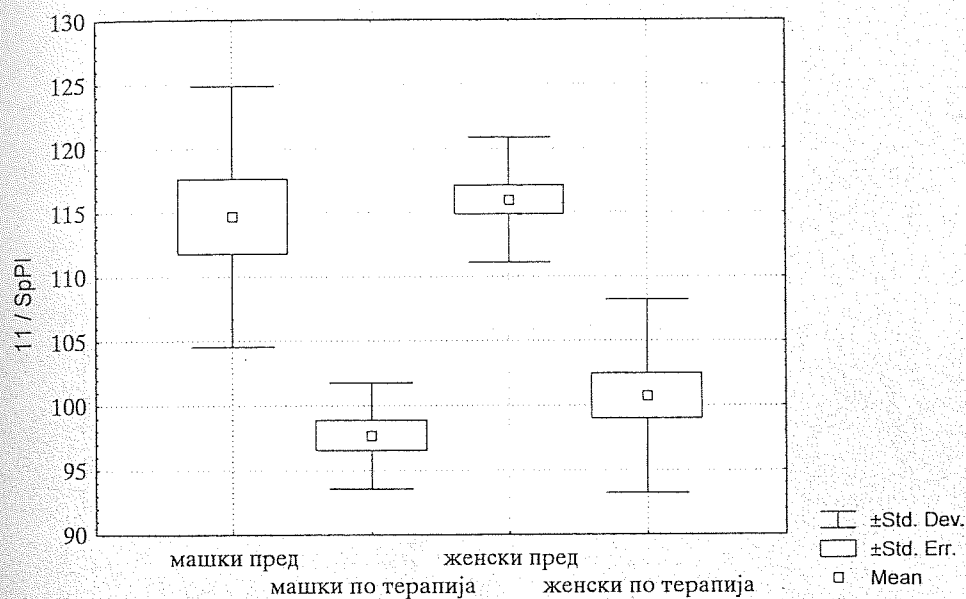 130
125
120
115
110
105
100
95
90
11 / SpPI
машки пред
машки по терапија
женски пред
женски по терапија
±Std. Dev.
±Std. Err.
Mean